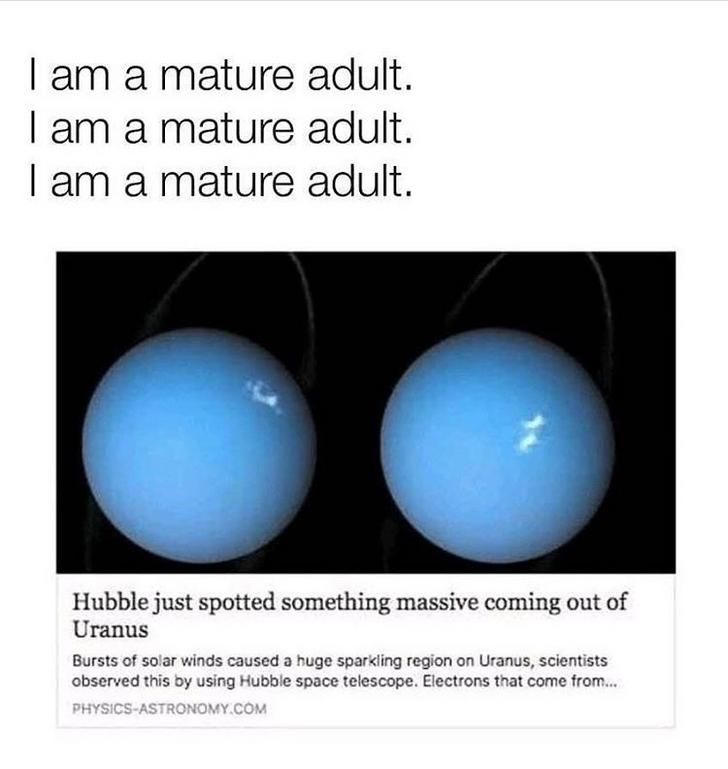 I am a mature adult.
I am a mature adult.
I am a mature adult.
Hubble just spotted something massive coming out of
Uranus
Bursts of solar winds caused a huge sparkling region on Uranus, scientists
observed this by using Hubble space telescope. Electrons that come from...
PHYSICS-ASTRONOMY.COM